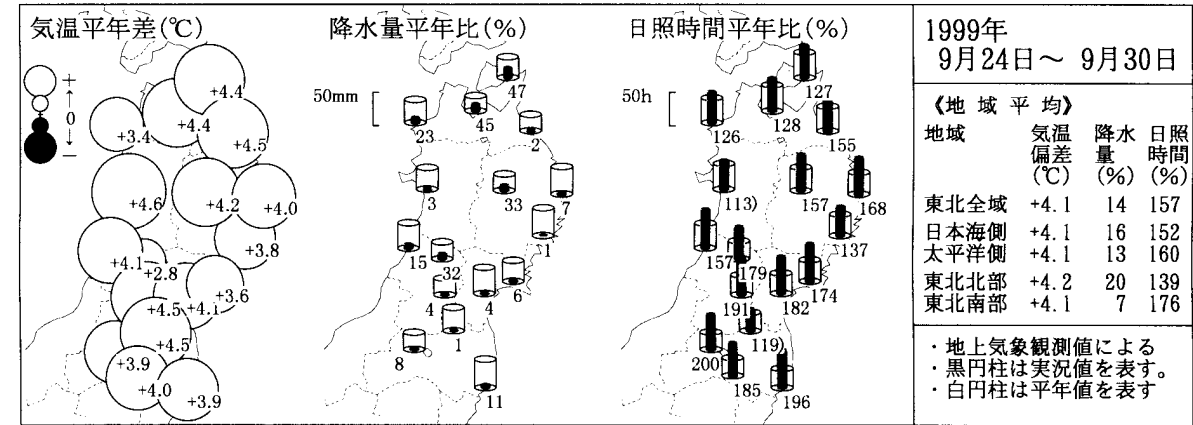 気温平年差(℃)
+
0
−
+4.4
+3.4
+4.4
+4.5
+4.6
+4.2
+4.0
+4.1
+2.8
+3.8
+4.5
+4.1
+3.6
+4.5
+3.9
+4.0
+3.9
降水量平年比(%)
50mm
47
23
45
2
3
33
7
15
32
1
4
4
6
8
1
11
日照時間平年比(%)
50h
127
126
128
155
113)
157
168
157
179
137
191
182
174
200
119)
185
196
1999年
9月24日～ 9月30日
《地 域 平 均》
地域 気温 降水 日照
偏差 量 時間
(℃) (%) (%)
東北全域 +4.1 14 157
日本海側 +4.1 16 152
太平洋側 +4.1 13 160
東北北部 +4.2 20 139
東北南部 +4.1 7 176
・地上気象観測値による
・黒円柱は実況値を表す。
・白円柱は平年値を表す